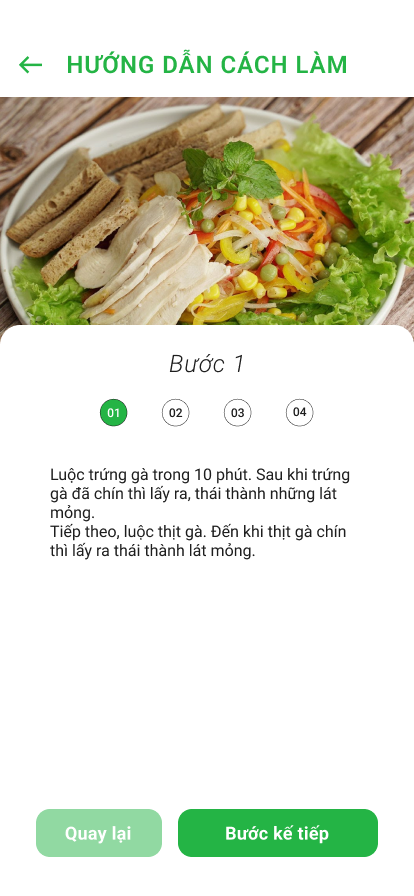 HƯỚNG DẪN CÁCH LÀM
Bước 1
01 02 03 04
Luộc trứng gà trong 10 phút. Sau khi trứng
gà đã chín thì lấy ra, thái thành những lát
mỏng.
Tiếp theo, luộc thịt gà. Đến khi thịt gà chín
thì lấy ra thái thành lát mỏng.
Quay lại
Bước kế tiếp